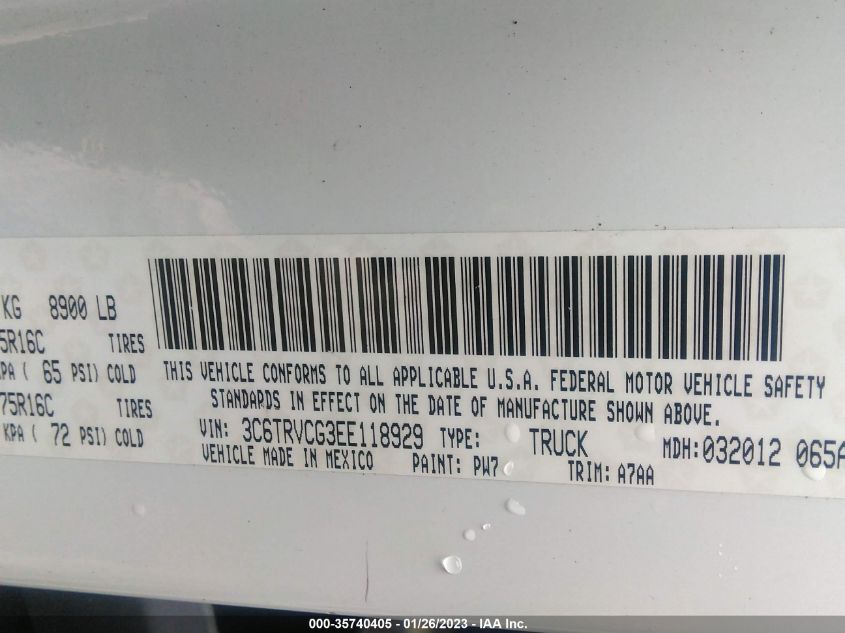 KG 8900 LB
5R16C TIRES
KPA ( 65 PSI) COLD
75R16C TIRES
KPA ( 72 PSI) COLD
THIS VEHICLE CONFORMS TO ALL APPLICABLE U.S.A. FEDERAL MOTOR VEHICLE SAFETY
STANDARDS IN EFFECT ON THE DATE OF MANUFACTURE SHOWN ABOVE.
VIN: 3C6TRVCG3EE118929 TYPE: TRUCK MDH: 032012 065A
VEHICLE MADE IN MEXICO PAINT: PW7 TRIM: A7AA
000-35740405 - 01/26/2023 - IAA Inc.